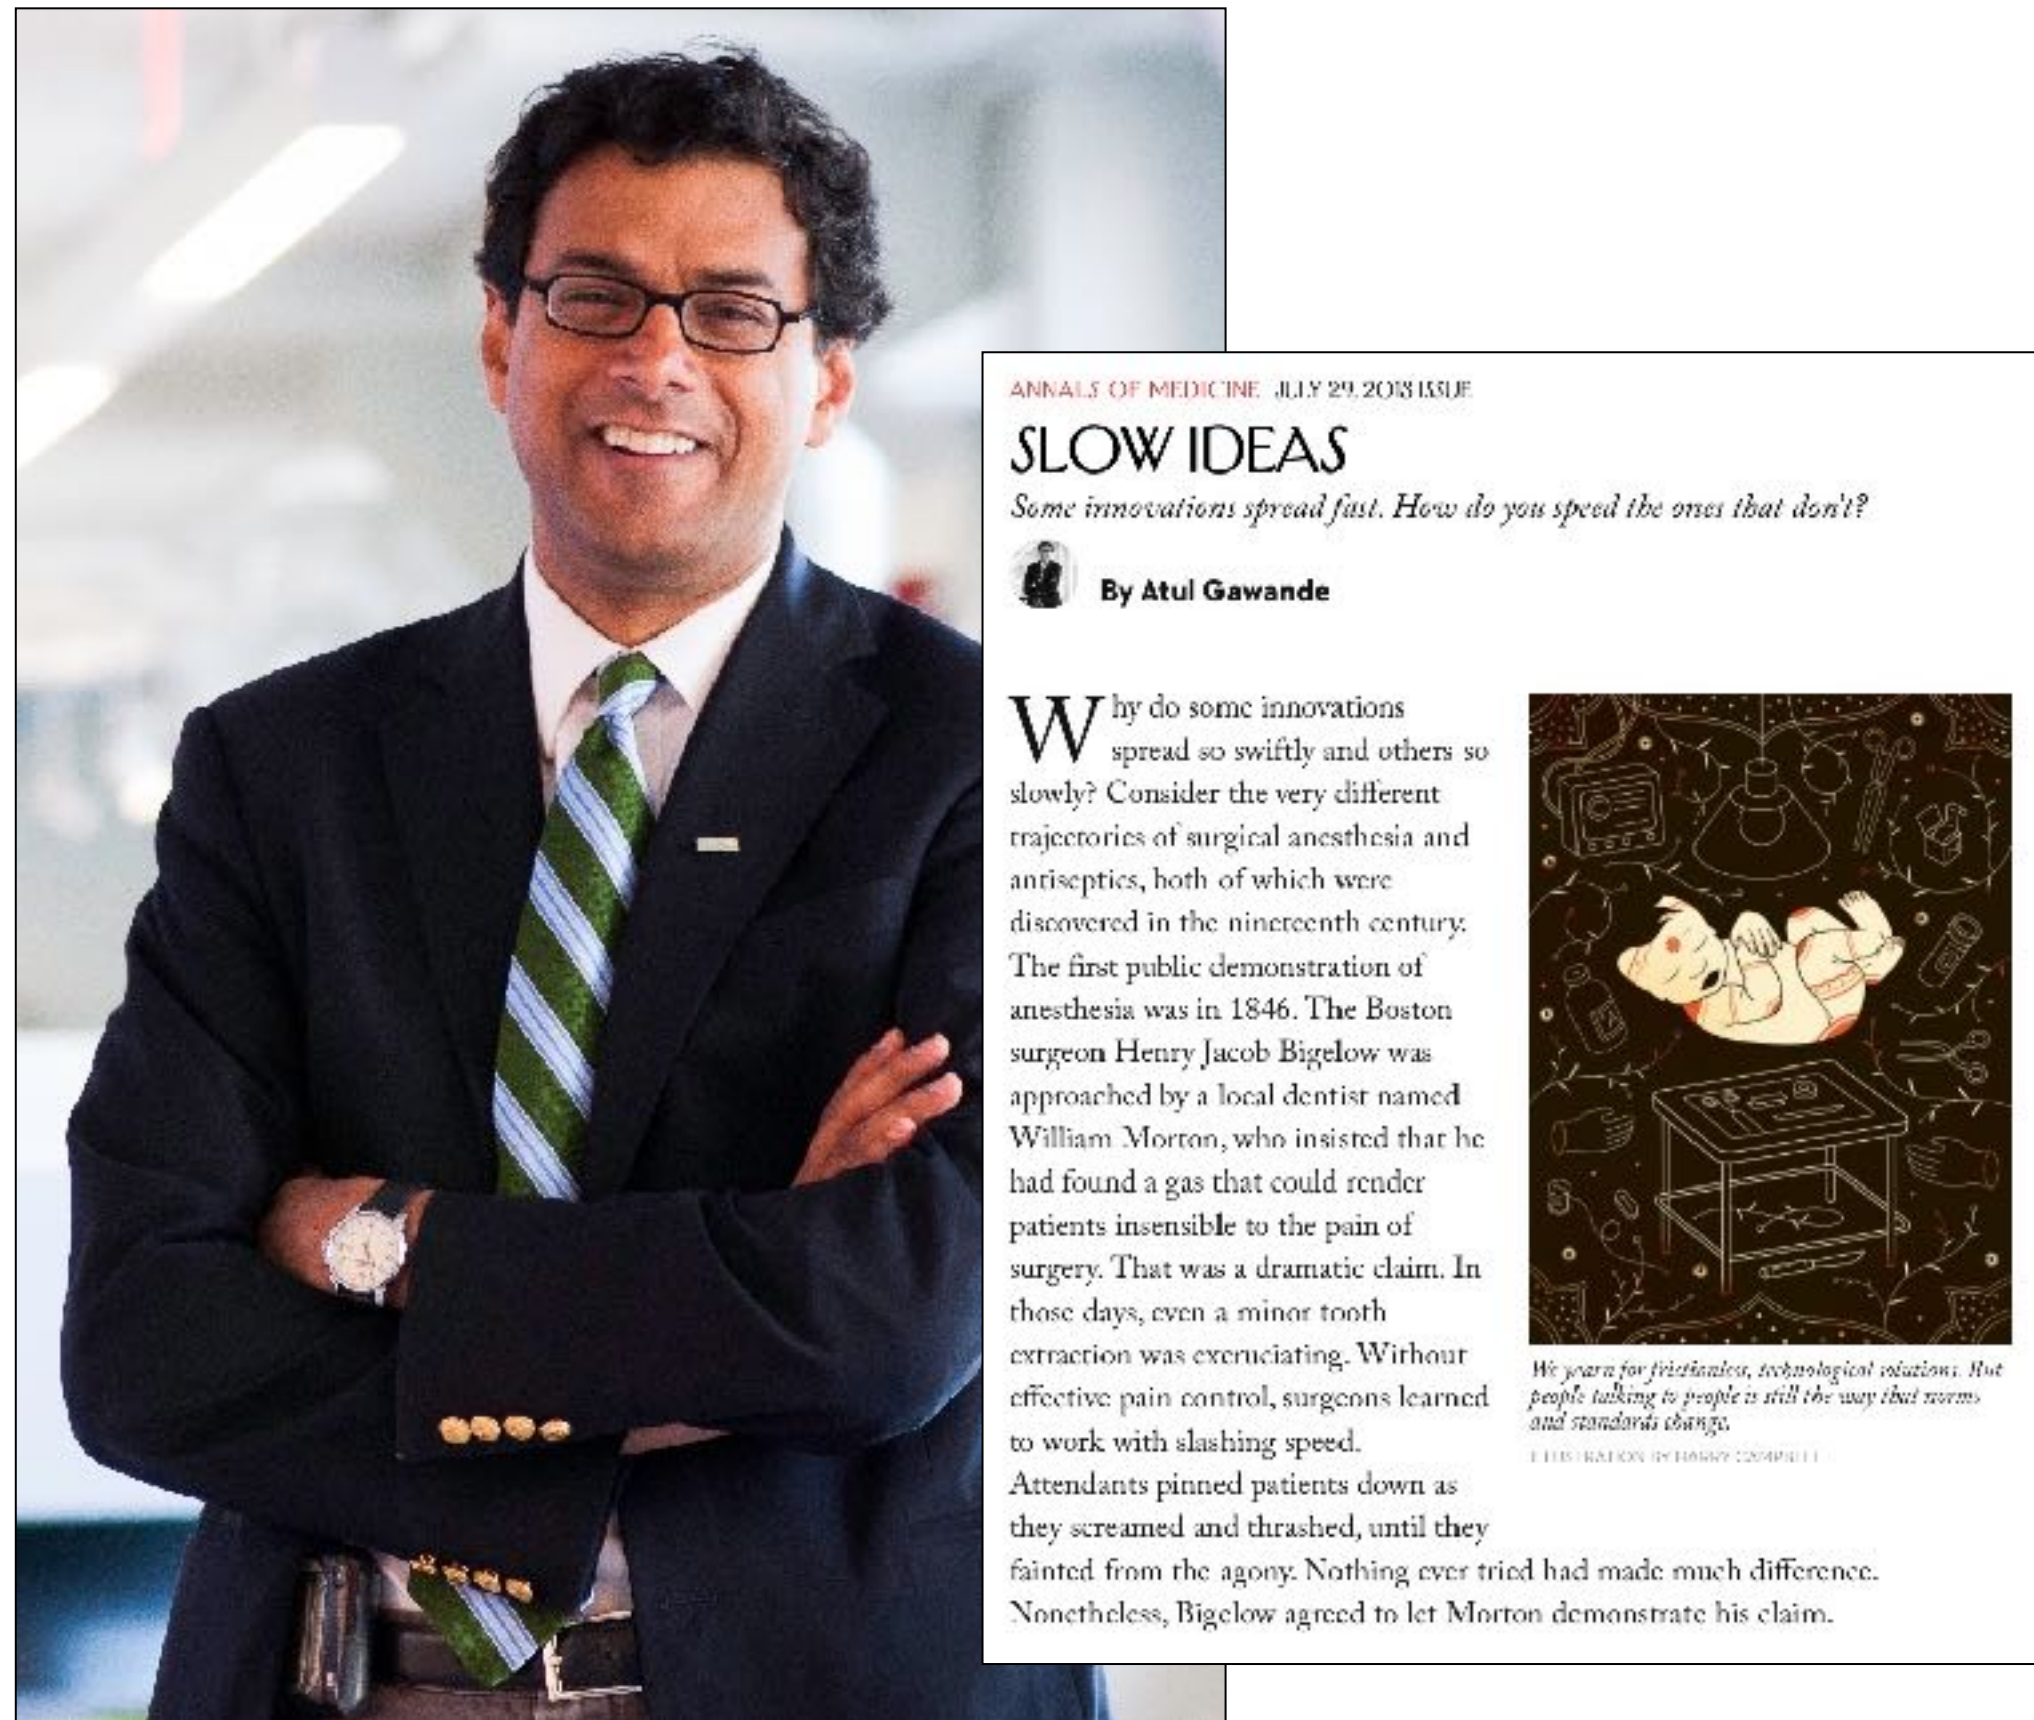 ANNALS OF MEDICINE JULY 29, 2013 ISSUE
SLOW IDEAS
Some innovations spread fast. How do you speed the ones that don't?
By Atul Gawande
Why do some innovations
spread so swiftly and others so
slowly? Consider the very different
trajectories of surgical anesthesia and
antiseptics, both of which were
discovered in the nineteenth century.
The first public demonstration of
anesthesia was in 1846. The Boston
surgeon Henry Jacob Bigelow was
approached by a local dentist named
William Morton, who insisted that he
had found a gas that could render
patients insensible to the pain of
surgery. That was a dramatic claim. In
those days, even a minor tooth
extraction was excruciating. Without
effective pain control, surgeons learned
to work with slashing speed.
Attendants pinned patients down as
they screamed and thrashed, until they
fainted from the agony. Nothing ever tried had made much difference.
Nonetheless, Bigelow agreed to let Morton demonstrate his claim.
We yearn for frictionless, technological solutions. But
people talking to people is still the way that norms
and standards change.
ILLUSTRATION BY HARRY CAMPBELL